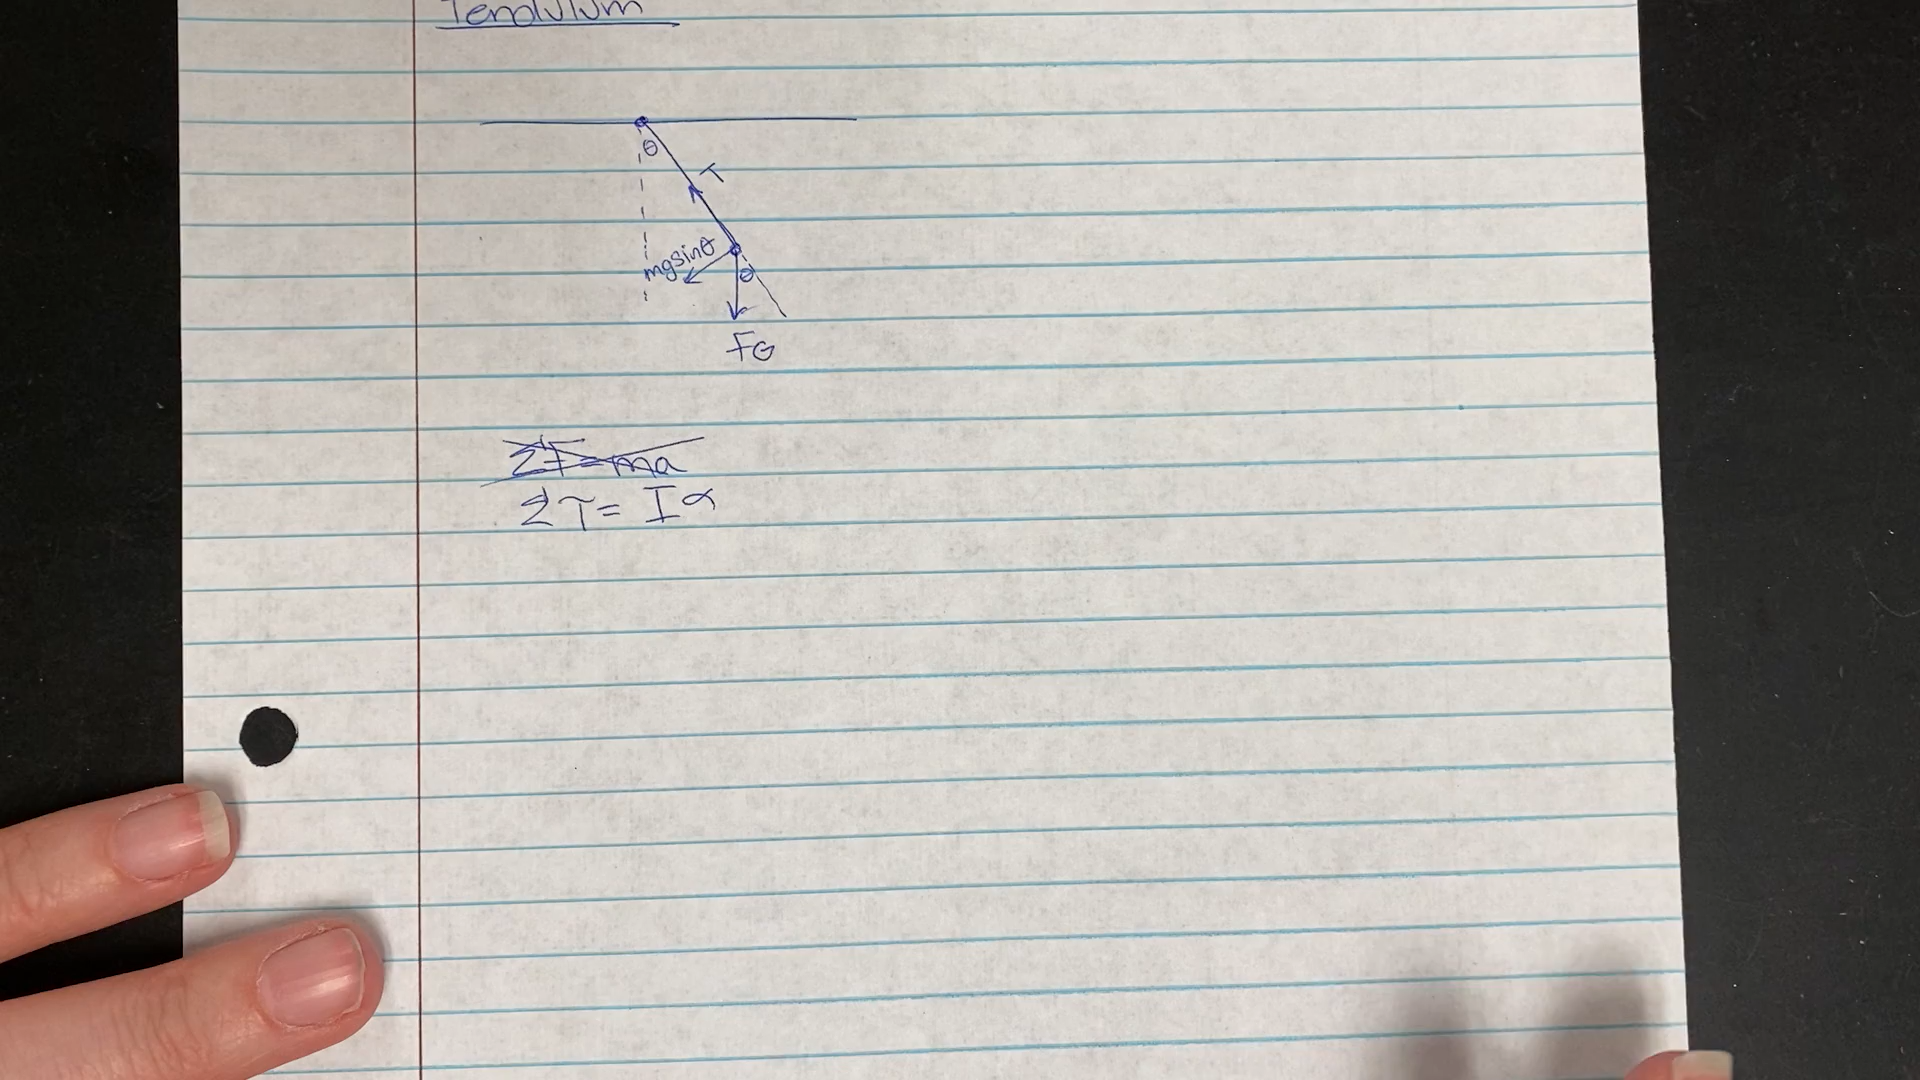 Pendulum
θ
T
mgsinθ
θ
FG
ΣF=ma
Στ= Iα